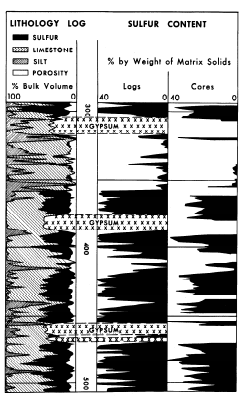 LITHOLOGY LOG
SULFUR CONTENT
SULFUR
LIMESTONE
SILT
POROSITY
% by Weight of Matrix Solids
% Bulk Volume
Logs
Cores
100 0
40 0
40 0
300
GYPSUM
GYPSUM
400
GYPSUM
500